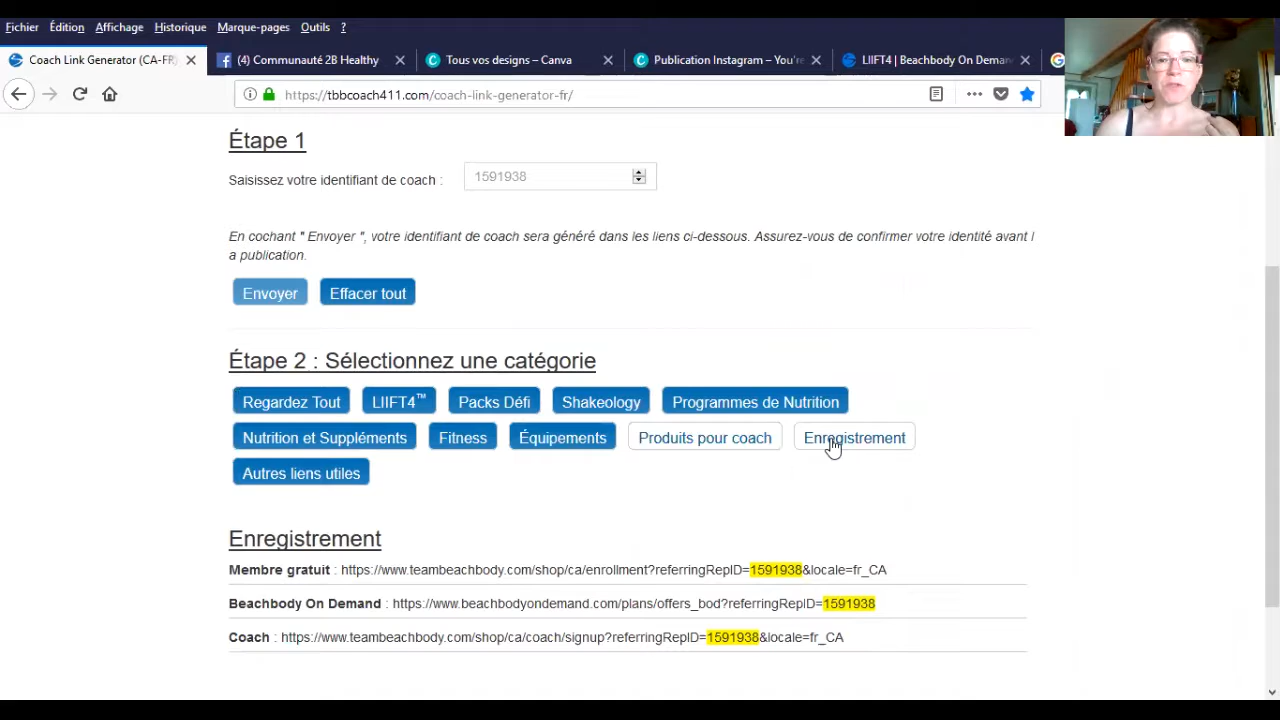 Fichier Édition Affichage Historique Marque-pages Outils ?
Coach Link Generator (CA-FR) (4) Communauté 2B Healthy Tous vos designs – Canva Publication Instagram – You're LIIFT4 | Beachbody On Deman
https://tbbcoach411.com/coach-link-generator-fr/
Étape 1
Saisissez votre identifiant de coach : 1591938
En cochant " Envoyer ", votre identifiant de coach sera généré dans les liens ci-dessous. Assurez-vous de confirmer votre identité avant l
a publication.
Envoyer Effacer tout
Étape 2 : Sélectionnez une catégorie
Regardez Tout LIIFT4™ Packs Défi Shakeology Programmes de Nutrition
Nutrition et Suppléments Fitness Équipements Produits pour coach Enregistrement
Autres liens utiles
Enregistrement
Membre gratuit : https://www.teambeachbody.com/shop/ca/enrollment?referringRepID=1591938&locale=fr_CA
Beachbody On Demand : https://www.beachbodyondemand.com/plans/offers_bod?referringRepID=1591938
Coach : https://www.teambeachbody.com/shop/ca/coach/signup?referringRepID=1591938&locale=fr_CA